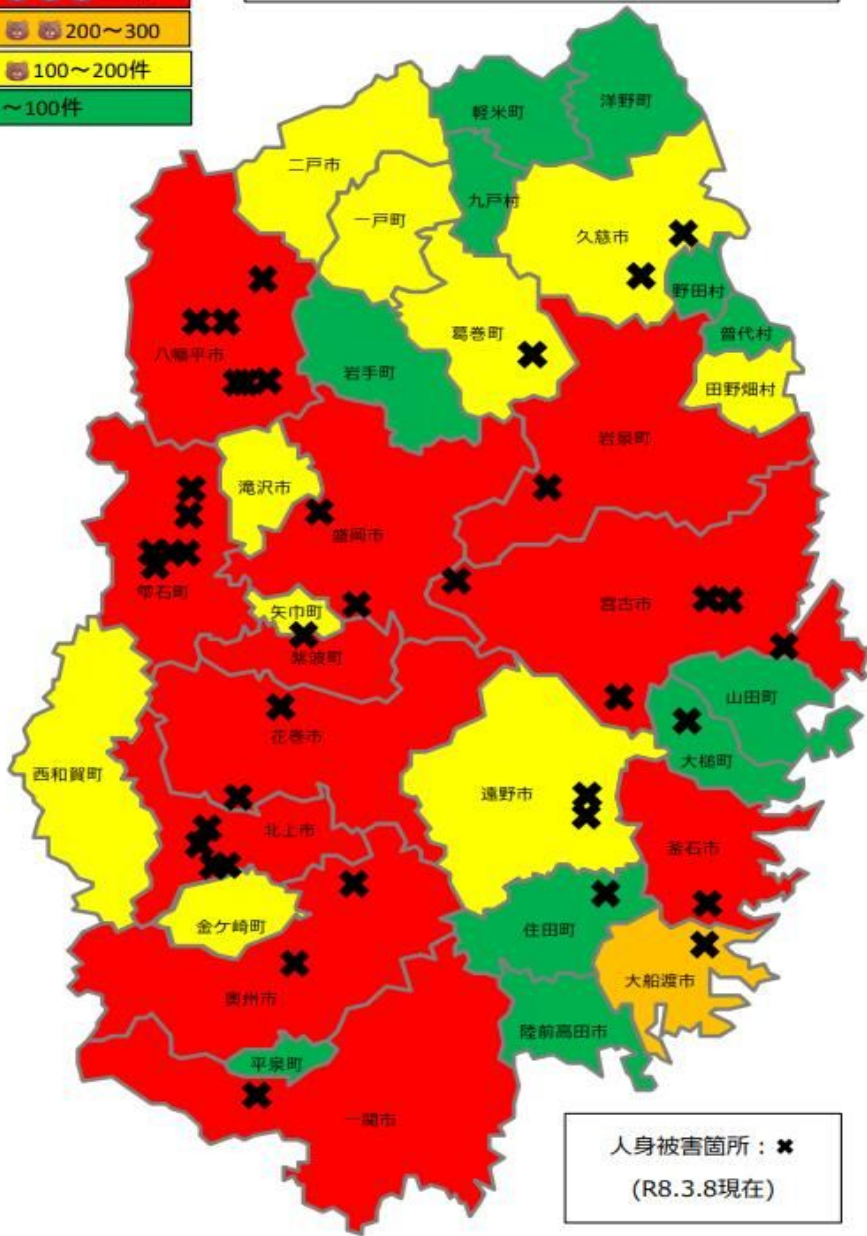 200～300
100～200件
～100件
洋野町
軽米町
二戸市
九戸村
一戸町
久慈市
野田村
葛巻町
普代村
八幡平市
岩手町
田野畑村
岩泉町
滝沢市
盛岡市
雫石町
矢巾町
宮古市
紫波町
山田町
花巻市
大槌町
西和賀町
遠野市
北上市
釜石市
金ケ崎町
住田町
大船渡市
奥州市
陸前高田市
平泉町
一関市
人身被害箇所：✖
(R8.3.8現在)